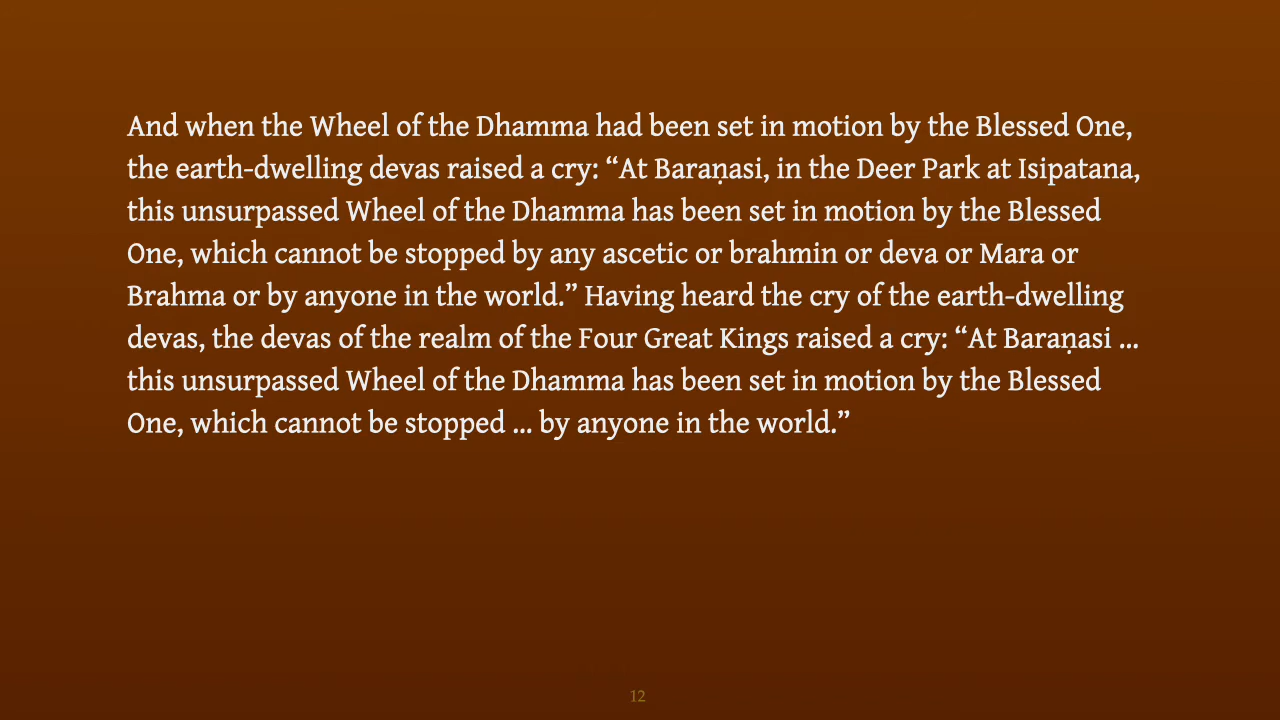 And when the Wheel of the Dhamma had been set in motion by the Blessed One,
the earth-dwelling devas raised a cry: “At Baraṇasi, in the Deer Park at Isipatana,
this unsurpassed Wheel of the Dhamma has been set in motion by the Blessed
One, which cannot be stopped by any ascetic or brahmin or deva or Mara or
Brahma or by anyone in the world.” Having heard the cry of the earth-dwelling
devas, the devas of the realm of the Four Great Kings raised a cry: “At Baraṇasi ...
this unsurpassed Wheel of the Dhamma has been set in motion by the Blessed
One, which cannot be stopped ... by anyone in the world.”
12